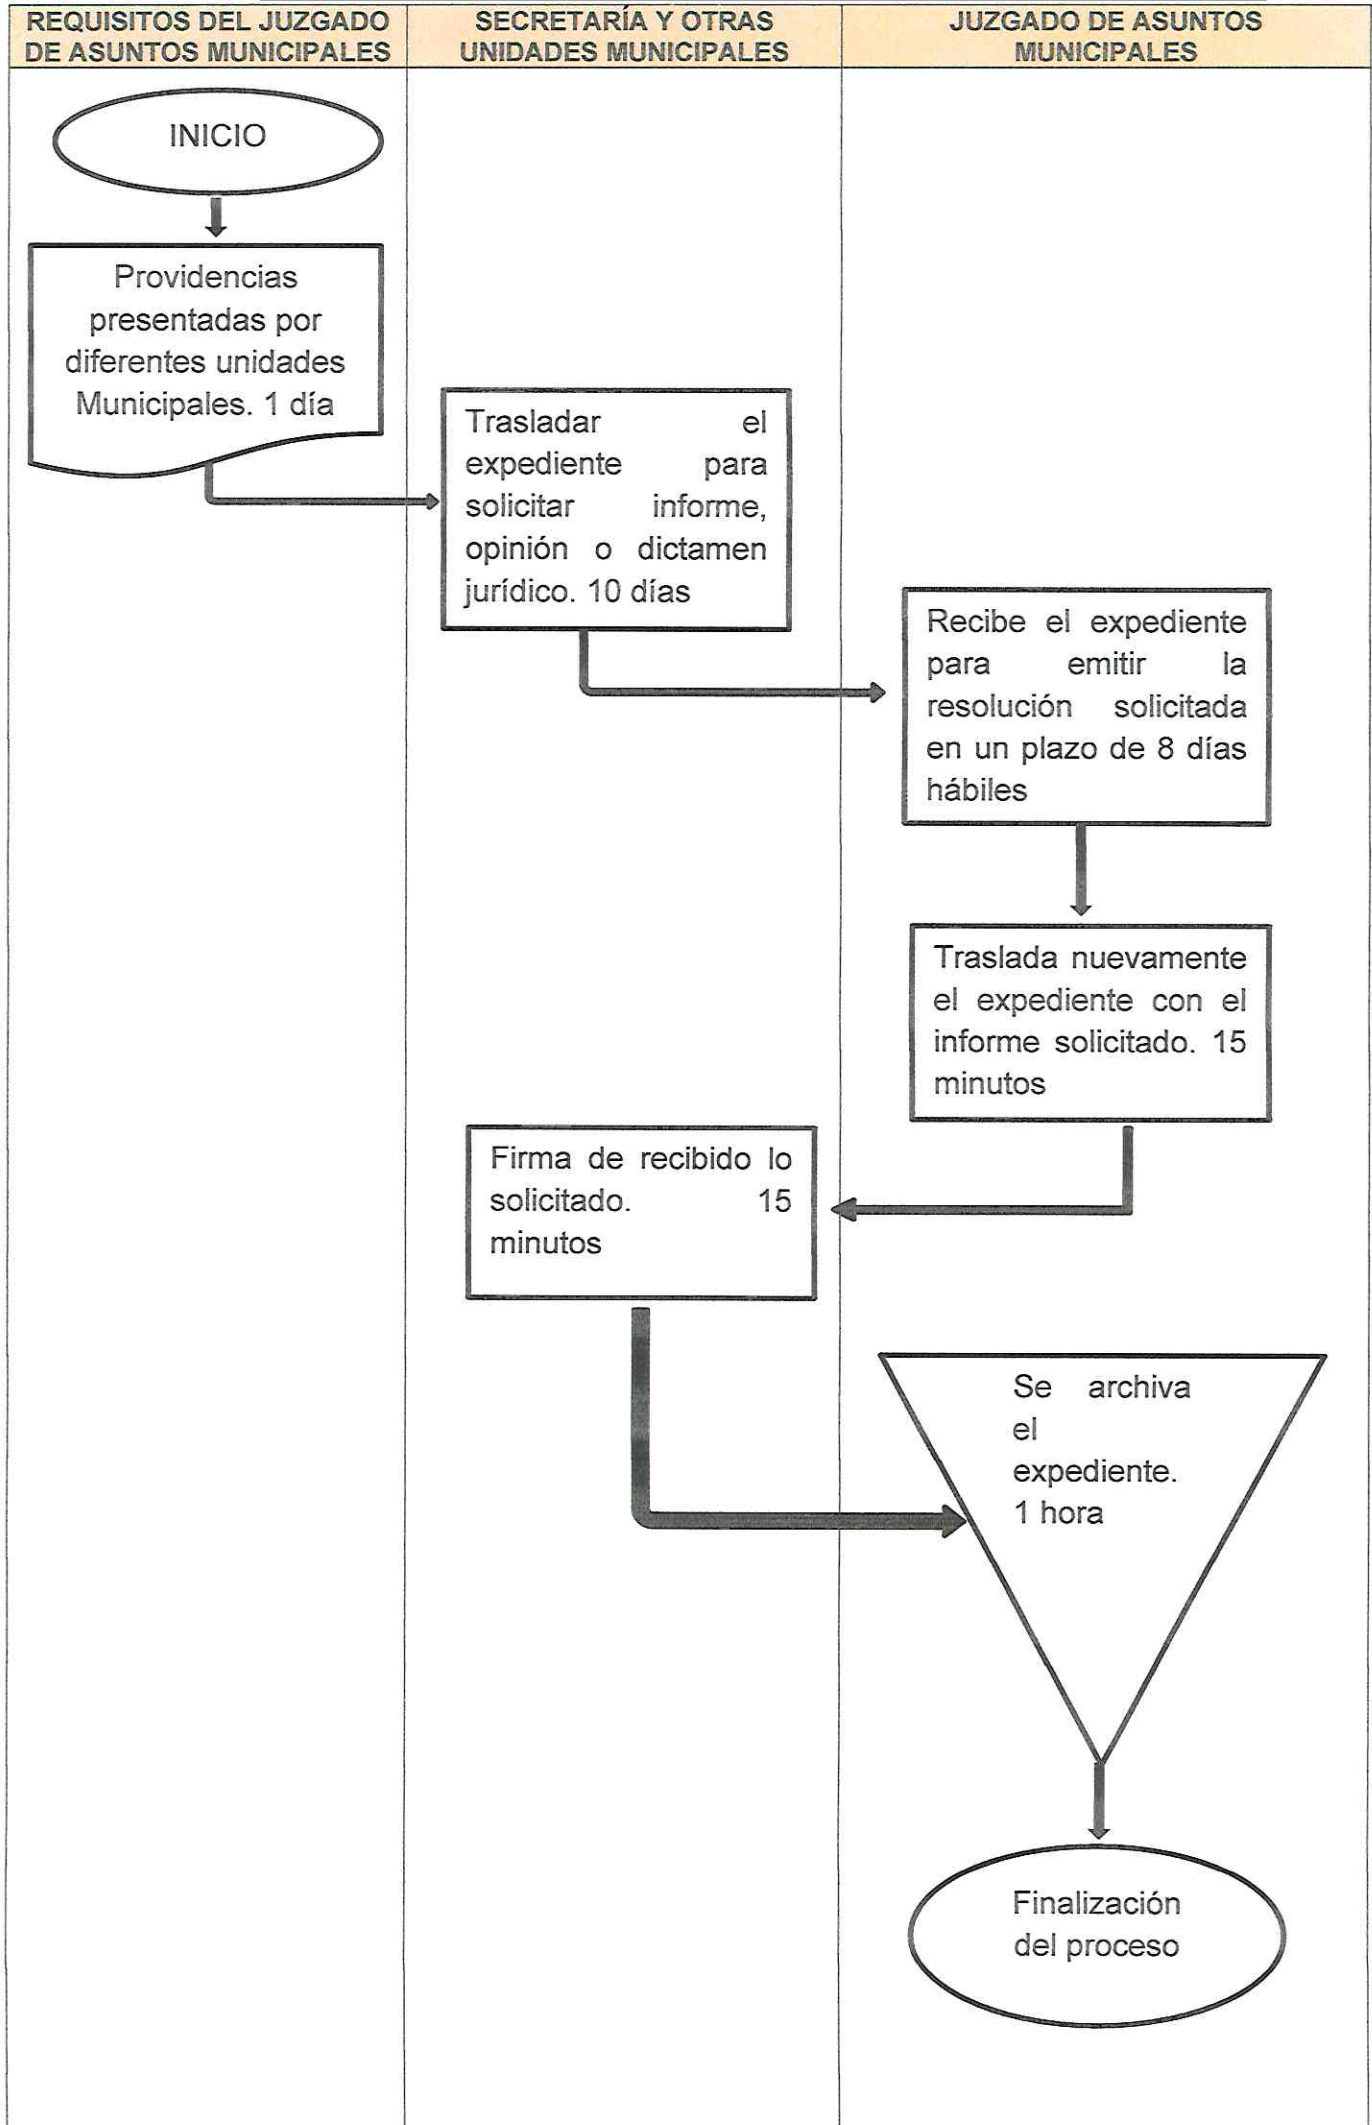 REQUISITOS DEL JUZGADO
DE ASUNTOS MUNICIPALES
SECRETARÍA Y OTRAS
UNIDADES MUNICIPALES
JUZGADO DE ASUNTOS
MUNICIPALES
INICIO
Providencias
presentadas por
diferentes unidades
Municipales. 1 día
Trasladar el
expediente para
solicitar informe,
opinión o dictamen
jurídico. 10 días
Recibe el expediente
para emitir la
resolución solicitada
en un plazo de 8 días
hábiles
Traslada nuevamente
el expediente con el
informe solicitado. 15
minutos
Firma de recibido lo
solicitado. 15
minutos
Se archiva
el
expediente.
1 hora
Finalización
del proceso